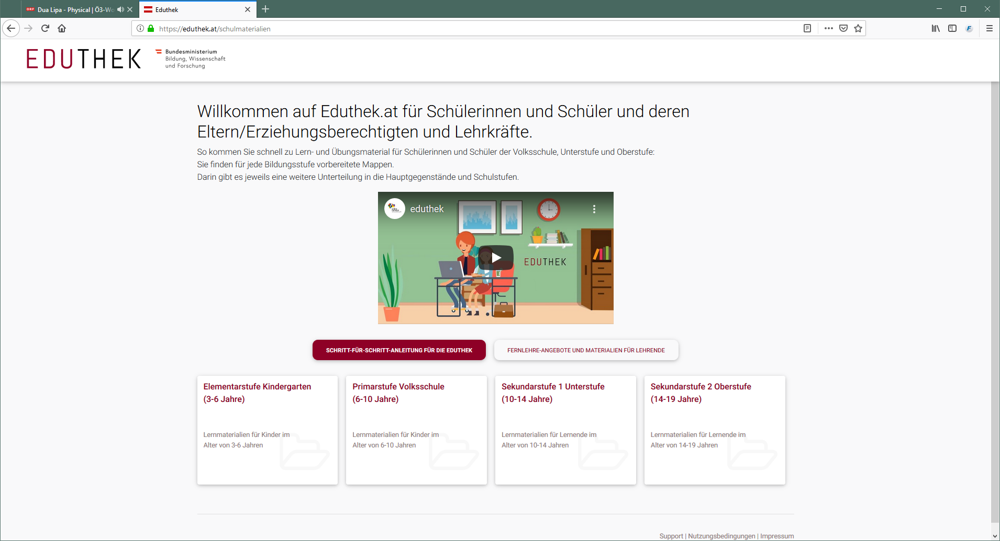 Dua Lipa - Physical | Ö3-Wo
Eduthek
https://eduthek.at/schulmaterialien
EDUTHEK
Bundesministerium
Bildung, Wissenschaft
und Forschung
Willkommen auf Eduthek.at für Schülerinnen und Schüler und deren
Eltern/Erziehungsberechtigten und Lehrkräfte.
So kommen Sie schnell zu Lern- und Übungsmaterial für Schülerinnen und Schüler der Volksschule, Unterstufe und Oberstufe:
Sie finden für jede Bildungsstufe vorbereitete Mappen.
Darin gibt es jeweils eine weitere Unterteilung in die Hauptgegenstände und Schulstufen.
eduthek
EDUTHEK
SCHRITT-FÜR-SCHRITT-ANLEITUNG FÜR DIE EDUTHEK
FERNLEHRE-ANGEBOTE UND MATERIALIEN FÜR LEHRENDE
Elementarstufe Kindergarten
(3-6 Jahre)
Lernmaterialien für Kinder im
Alter von 3-6 Jahren
Primarstufe Volksschule
(6-10 Jahre)
Lernmaterialien für Kinder im
Alter von 6-10 Jahren
Sekundarstufe 1 Unterstufe
(10-14 Jahre)
Lernmaterialien für Lernende im
Alter von 10-14 Jahren
Sekundarstufe 2 Oberstufe
(14-19 Jahre)
Lernmaterialien für Lernende im
Alter von 14-19 Jahren
Support | Nutzungsbedingungen | Impressum